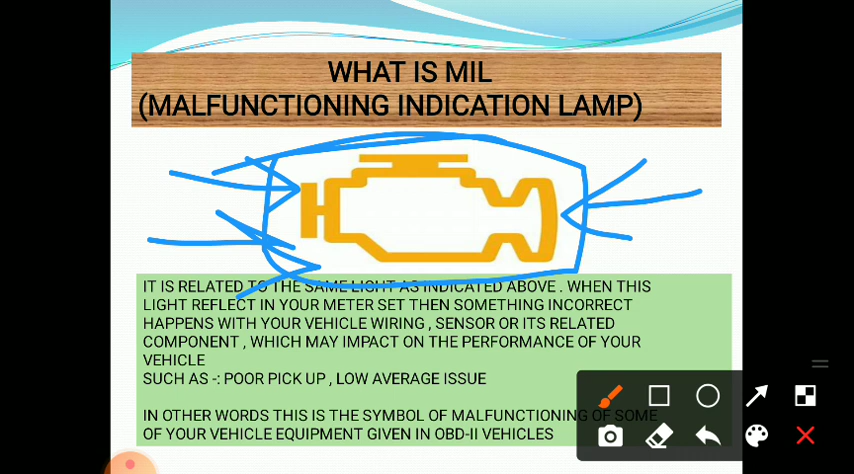 WHAT IS MIL
(MALFUNCTIONING INDICATION LAMP)
IT IS RELATED TO THE SAME LIGHT AS INDICATED ABOVE . WHEN THIS
LIGHT REFLECT IN YOUR METER SET THEN SOMETHING INCORRECT
HAPPENS WITH YOUR VEHICLE WIRING , SENSOR OR ITS RELATED
COMPONENT , WHICH MAY IMPACT ON THE PERFORMANCE OF YOUR
VEHICLE
SUCH AS -: POOR PICK UP , LOW AVERAGE ISSUE
IN OTHER WORDS THIS IS THE SYMBOL OF MALFUNCTIONING OF SOME
OF YOUR VEHICLE EQUIPMENT GIVEN IN OBD-II VEHICLES